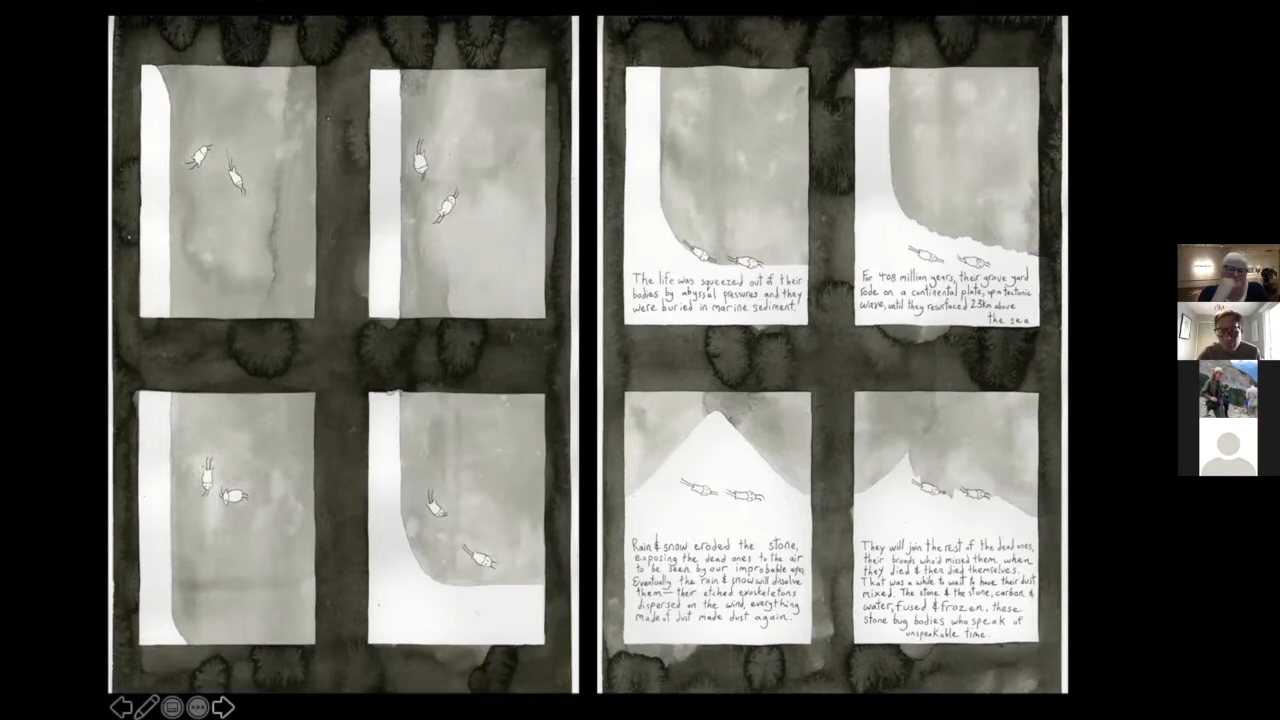 The life was squeezed out of their
bodies by abyssal pressures and they
were buried in marine sediment.
For 408 million years, their grave yard
rode on a continental plate, up a tectonic
wave, until they resurfaced 2.3km above
the sea
Rain & snow eroded the stone,
exposing the dead ones to the air
to be seen by our improbable eyes
Eventually the rain & snow will dissolve
them— their etched exoskeletons
dispersed on the wind, everything
made of dust made dust again.
They will join the rest of the dead ones,
their broods who'd missed them, when
they died & then died themselves.
That was a while to wait to have their dust
mixed. The stone & the stone, carbon &
water, fused & frozen, these
stone bug bodies who speak of
unspeakable time.